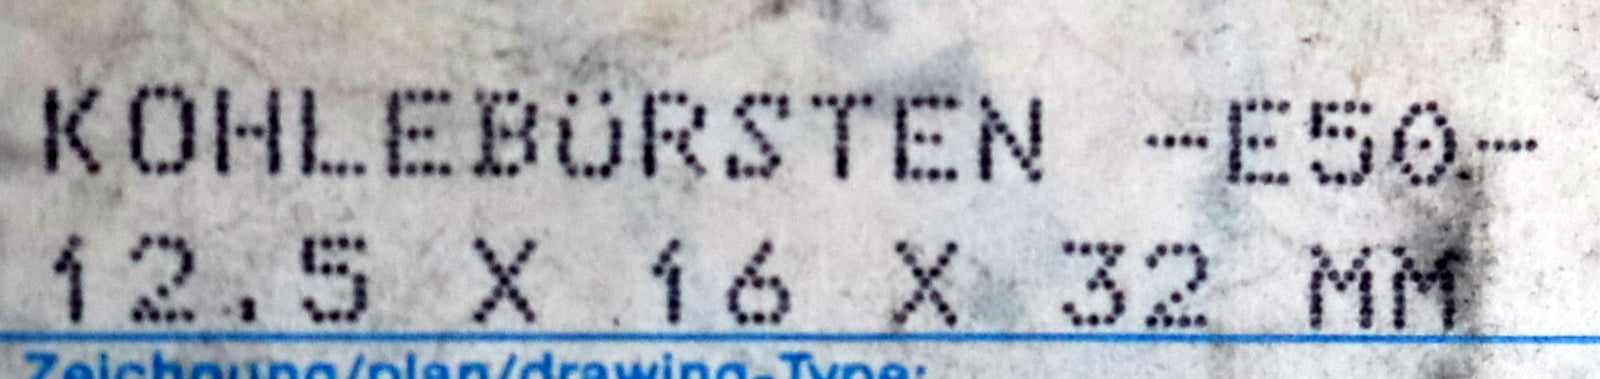 KOHLEBÜRSTEN -E50-
12.5 X 16 X 32 MM
Zeichnung/plan/drawing-Type: